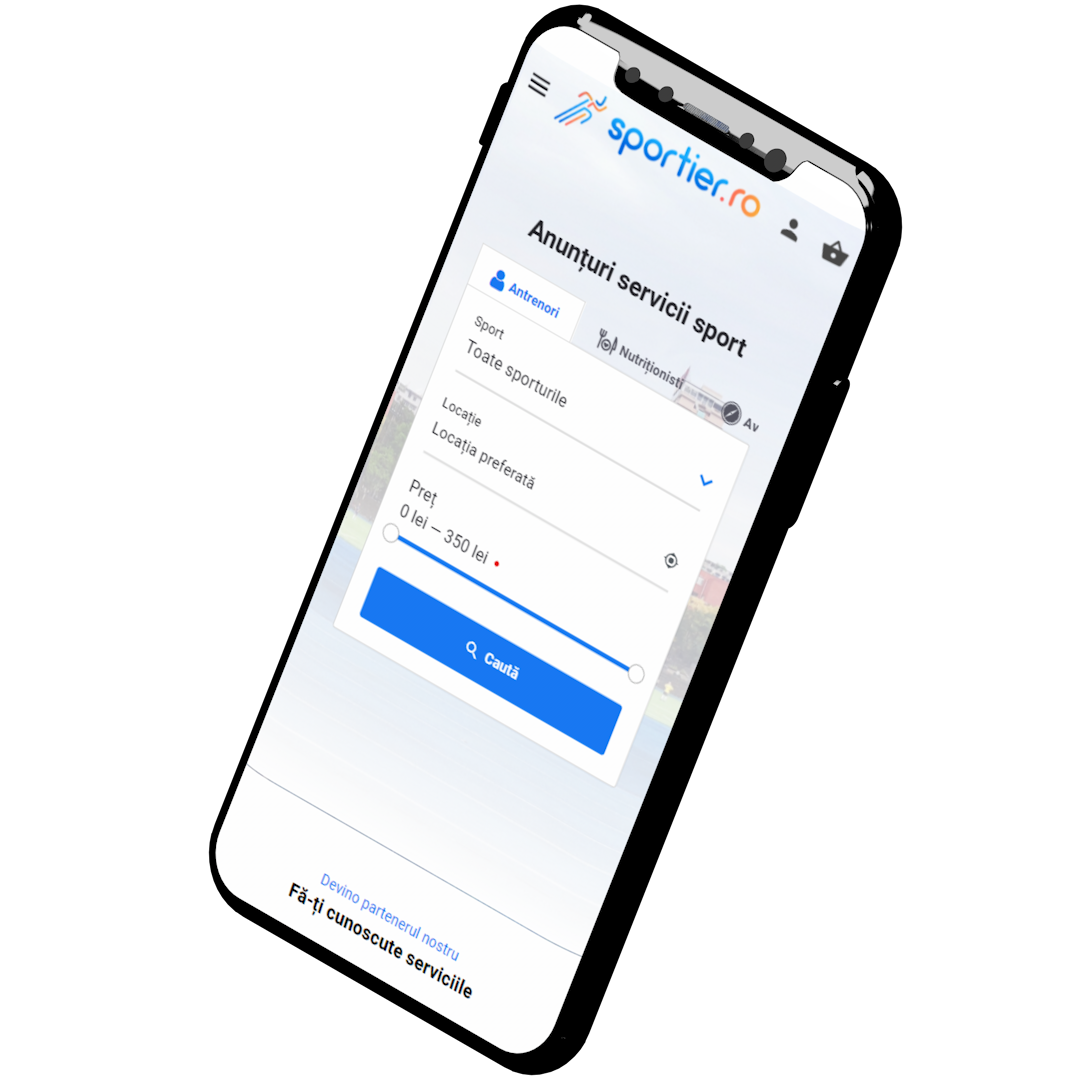 sportier.ro
Anunțuri servicii sport
Antrenori
Nutriționisti
Av
Sport
Toate sporturile
Locație
Locația preferată
Preț
0 lei – 350 lei
Caută
Devino partenerul nostru
Fă-ți cunoscute serviciile